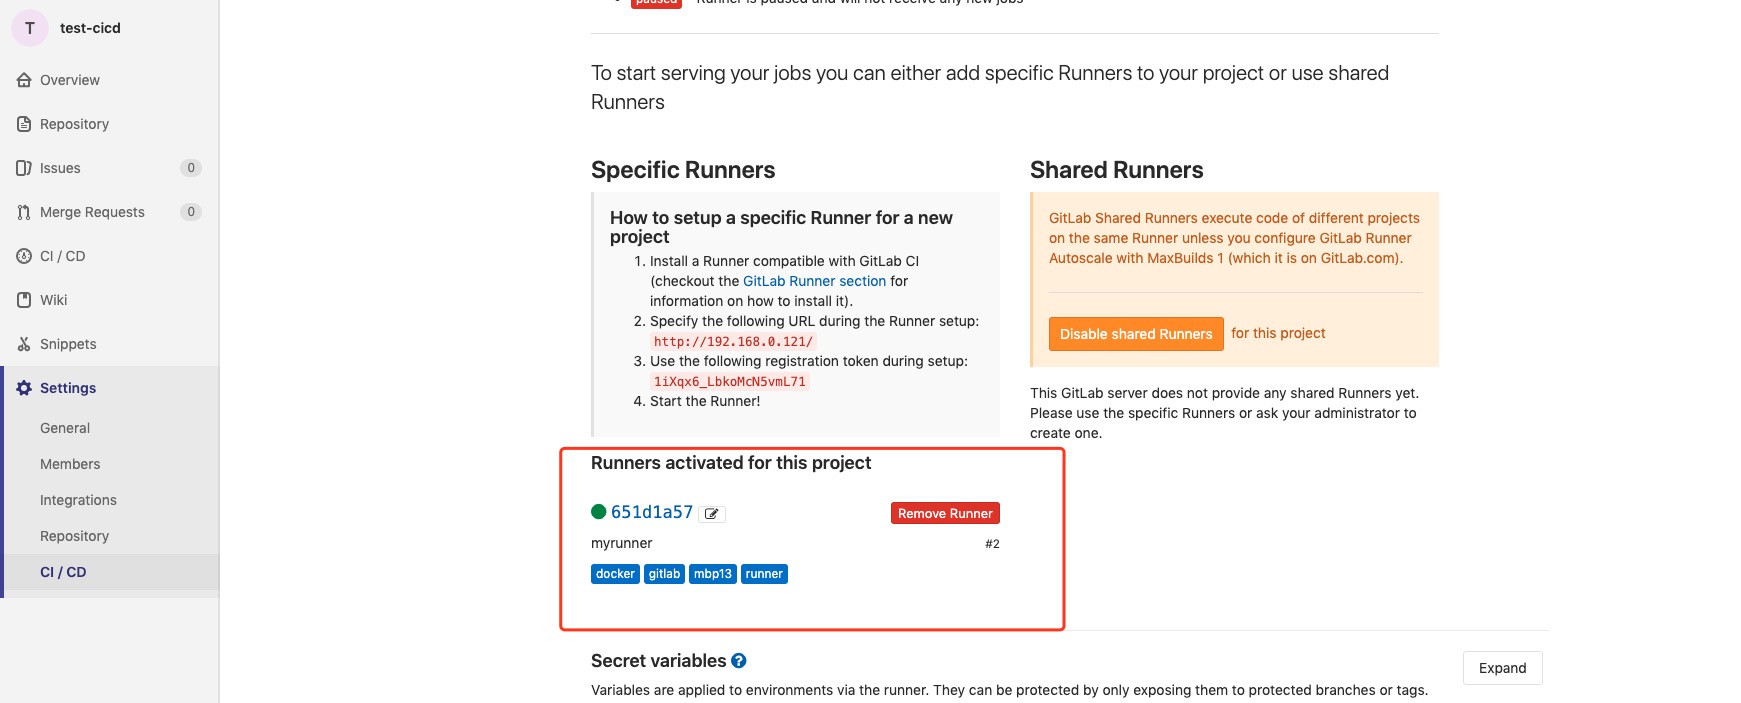 T
test-cicd
Overview
Repository
Issues 0
Merge Requests 0
CI / CD
Wiki
Snippets
Settings
General
Members
Integrations
Repository
CI / CD
paused Runner is paused and will not receive any new jobs
To start serving your jobs you can either add specific Runners to your project or use shared
Runners
Specific Runners
How to setup a specific Runner for a new
project
1. Install a Runner compatible with GitLab CI
(checkout the GitLab Runner section for
information on how to install it).
2. Specify the following URL during the Runner setup:
http://192.168.0.121/
3. Use the following registration token during setup:
1iXqx6_LbkoMcN5vmL71
4. Start the Runner!
Shared Runners
GitLab Shared Runners execute code of different projects
on the same Runner unless you configure GitLab Runner
Autoscale with MaxBuilds 1 (which it is on GitLab.com).
Disable shared Runners for this project
This GitLab server does not provide any shared Runners yet.
Please use the specific Runners or ask your administrator to
create one.
Runners activated for this project
651d1a57 Remove Runner
myrunner #2
docker gitlab mbp13 runner
Secret variables ?
Expand
Variables are applied to environments via the runner. They can be protected by only exposing them to protected branches or tags.